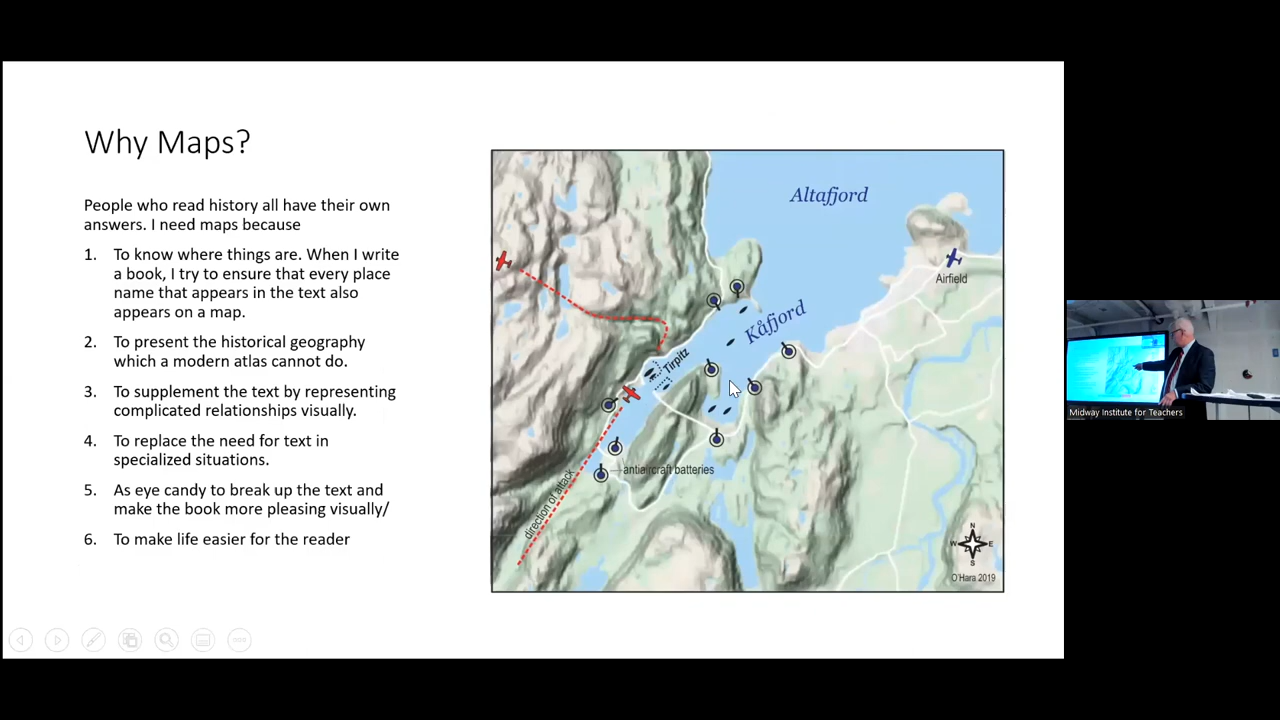 Why Maps?
People who read history all have their own
answers. I need maps because
1. To know where things are. When I write
a book, I try to ensure that every place
name that appears in the text also
appears on a map.
2. To present the historical geography
which a modern atlas cannot do.
3. To supplement the text by representing
complicated relationships visually.
4. To replace the need for text in
specialized situations.
5. As eye candy to break up the text and
make the book more pleasing visually/
6. To make life easier for the reader
Altafjord
Airfield
Kåfjord
Tirpitz
antiaircraft batteries
direction of attack
N
W E
S
O'Hara 2019
Midway Institute for Teachers